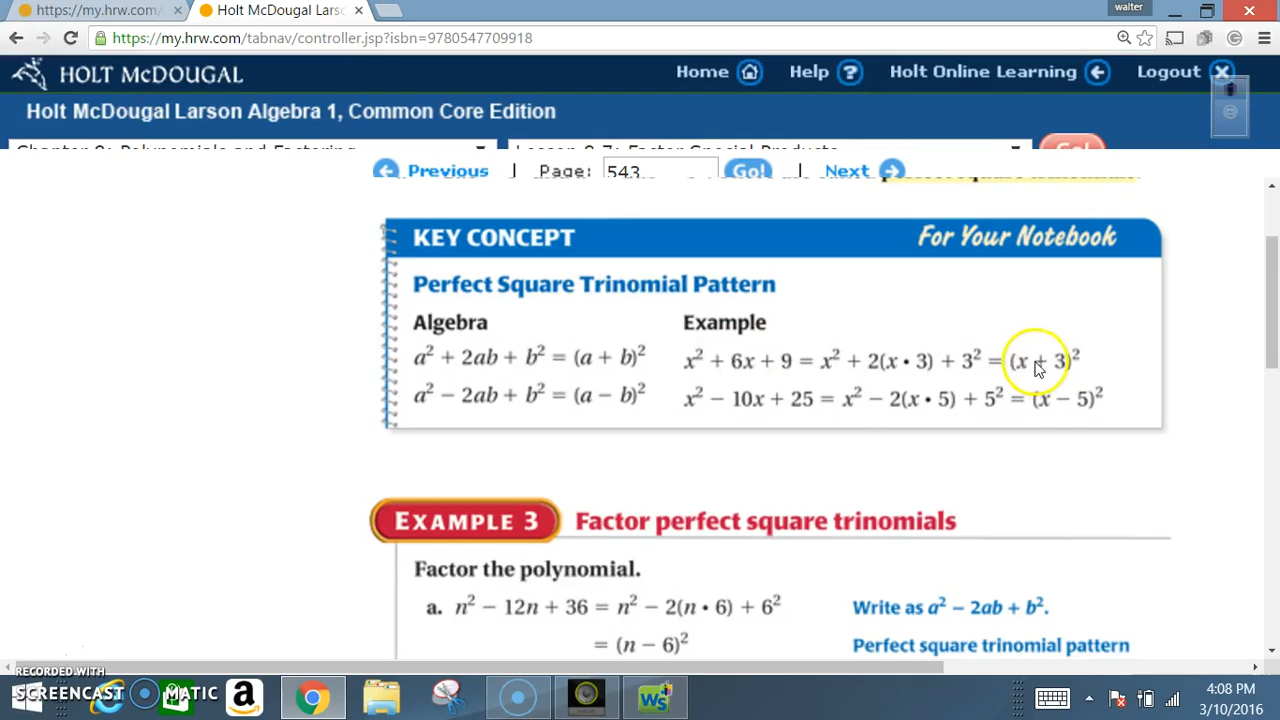 https://my.hrw.com/tabnav/ ×
Holt McDougal Larso ×
walter
https://my.hrw.com/tabnav/controller.jsp?isbn=9780547709918
HOLT MCDOUGAL
Home
Help ?
Holt Online Learning
Logout X
Holt McDougal Larson Algebra 1, Common Core Edition
Previous | Page: 543 Go! | Next
perfect square trinomials.
KEY CONCEPT
For Your Notebook
Perfect Square Trinomial Pattern
Algebra Example
a² + 2ab + b² = (a + b)² x² + 6x + 9 = x² + 2(x • 3) + 3² = (x + 3)²
a² − 2ab + b² = (a − b)² x² − 10x + 25 = x² − 2(x • 5) + 5² = (x − 5)²
EXAMPLE 3 Factor perfect square trinomials
Factor the polynomial.
a. n² − 12n + 36 = n² − 2(n • 6) + 6² Write as a² − 2ab + b².
= (n − 6)² Perfect square trinomial pattern
RECORDED WITH
SCREENCAST MATIC
4:08 PM
3/10/2016